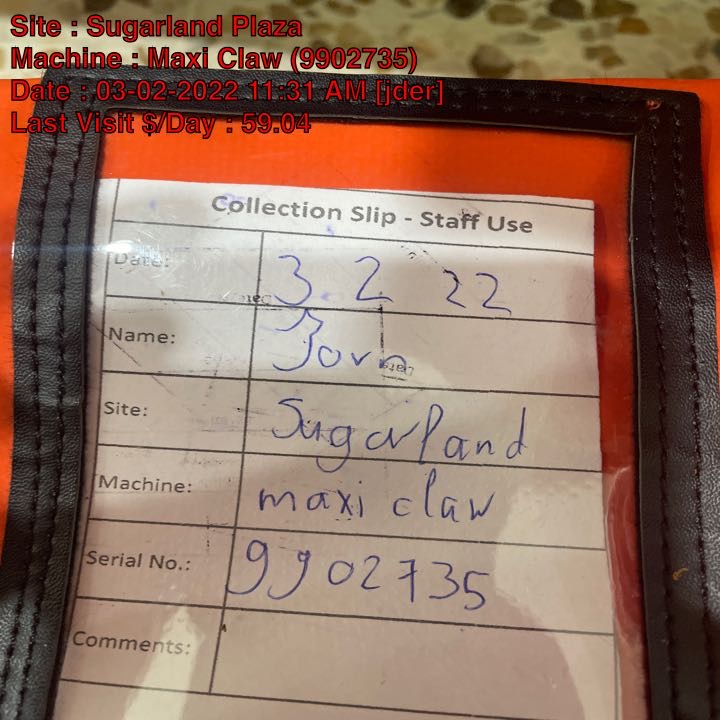 Site : Sugarland Plaza
Machine : Maxi Claw (9902735)
Date : 03-02-2022 11:31 AM [jder]
Last Visit $/Day : 59.04
Collection Slip - Staff Use
Date: 3 2 22
Name: Jorn
Site: Sugarland
Machine: maxi claw
Serial No.: 9902735
Comments: